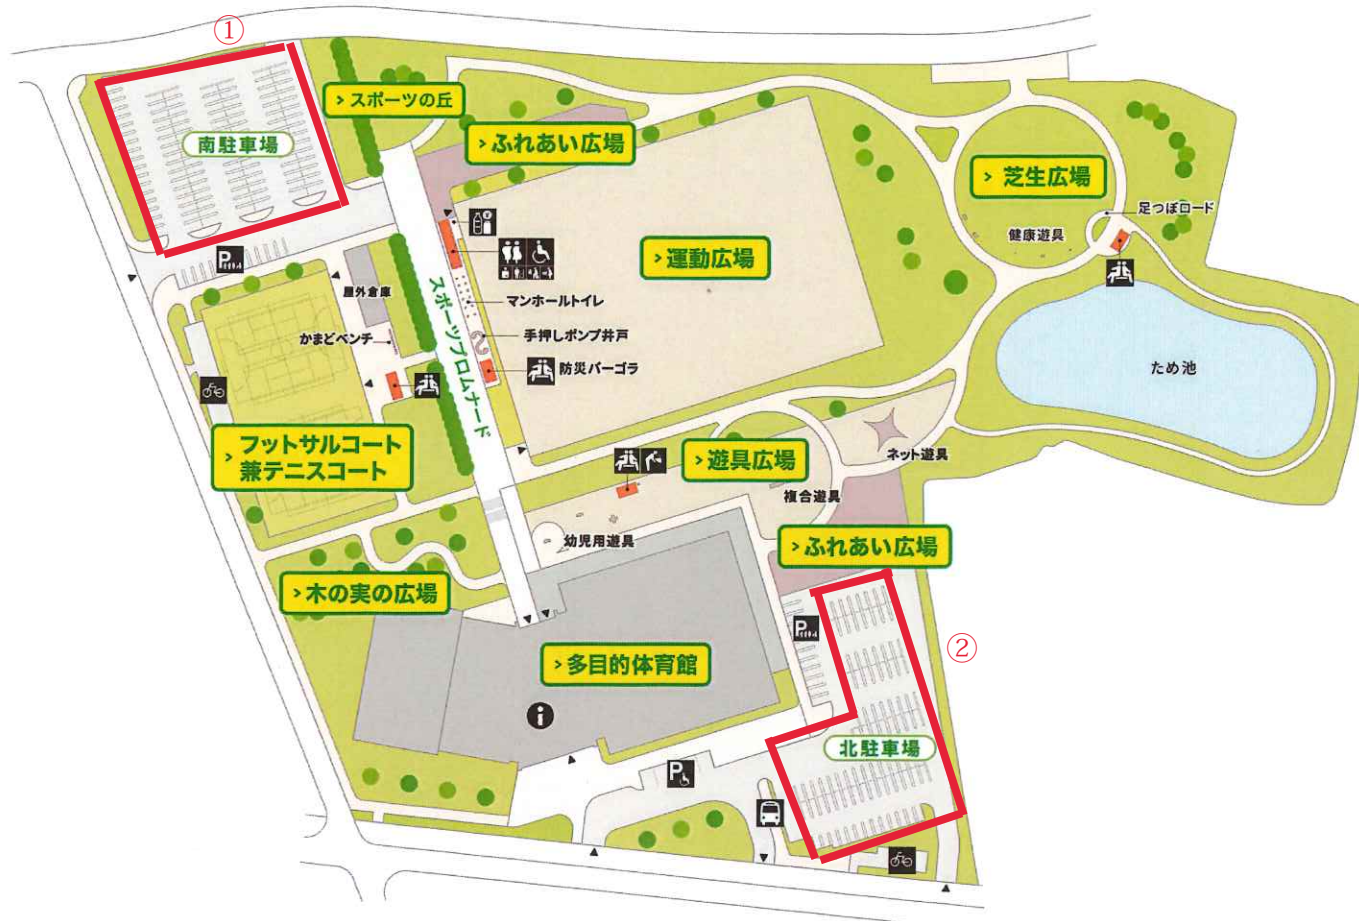 ①
> スポーツの丘
南駐車場
> ふれあい広場
> 芝生広場
足つぼロード
健康遊具
> 運動広場
P
屋外倉庫
マンホールトイレ
スポーツプロムナード
かまどベンチ
手押しポンプ井戸
防災パーゴラ
ため池
> フットサルコート
兼テニスコート
> 遊具広場
ネット遊具
複合遊具
幼児用遊具
> ふれあい広場
> 木の実の広場
P
②
> 多目的体育館
i
北駐車場
P